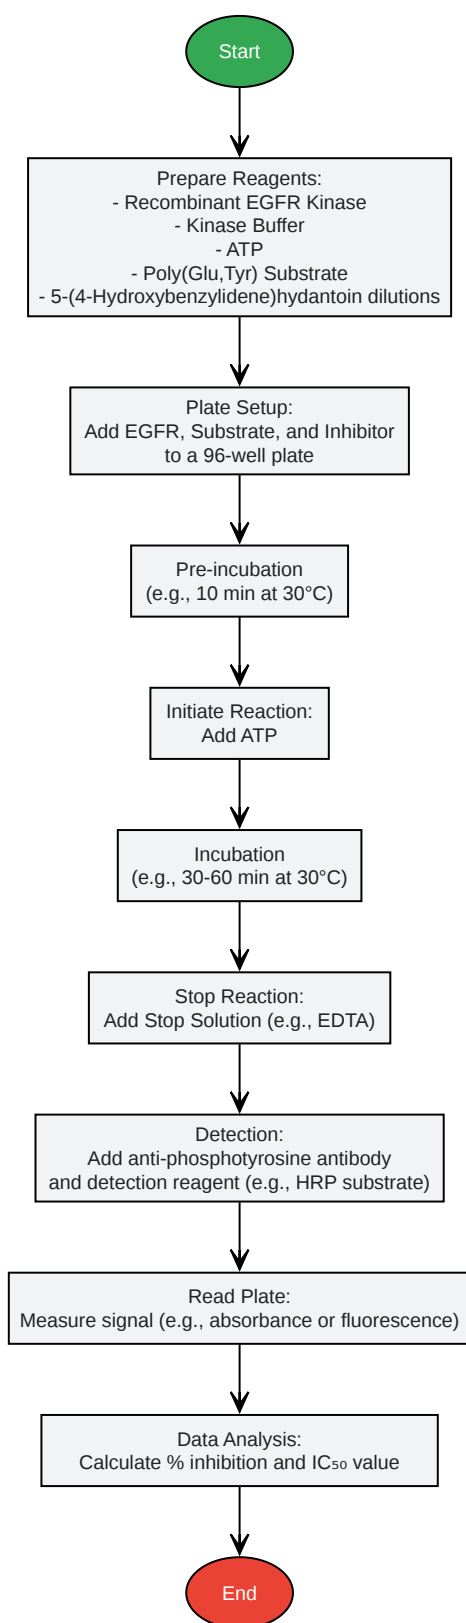 Start
Prepare Reagents:
- Recombinant EGFR Kinase
- Kinase Buffer
- ATP
- Poly(Glu,Tyr) Substrate
- 5-(4-Hydroxybenzylidene)hydantoin dilutions
Plate Setup:
Add EGFR, Substrate, and Inhibitor
to a 96-well plate
Pre-incubation
(e.g., 10 min at 30°C)
Initiate Reaction:
Add ATP
Incubation
(e.g., 30-60 min at 30°C)
Stop Reaction:
Add Stop Solution (e.g., EDTA)
Detection:
Add anti-phosphotyrosine antibody
and detection reagent (e.g., HRP substrate)
Read Plate:
Measure signal (e.g., absorbance or fluorescence)
Data Analysis:
Calculate % inhibition and IC₅₀ value
End